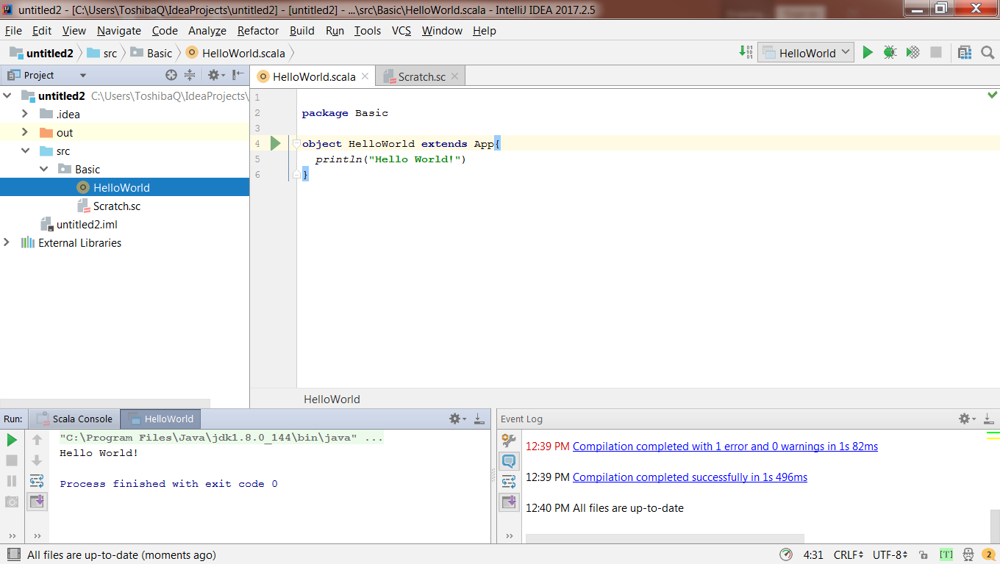 untitled2 - [C:\Users\ToshibaQ\IdeaProjects\untitled2] - [untitled2] - ...\src\Basic\HelloWorld.scala - IntelliJ IDEA 2017.2.5
File Edit View Navigate Code Analyze Refactor Build Run Tools VCS Window Help
untitled2 src Basic HelloWorld.scala HelloWorld
Project HelloWorld.scala Scratch.sc
untitled2 C:\Users\ToshibaQ\IdeaProjects\
.idea
out
src
Basic
HelloWorld
Scratch.sc
untitled2.iml
External Libraries
1
2 package Basic
3
4 object HelloWorld extends App{
5 println("Hello World!")
6 }
HelloWorld
Run: Scala Console HelloWorld
"C:\Program Files\Java\jdk1.8.0_144\bin\java" ...
Hello World!
Process finished with exit code 0
Event Log
12:39 PM Compilation completed with 1 error and 0 warnings in 1s 82ms
12:39 PM Compilation completed successfully in 1s 496ms
12:40 PM All files are up-to-date
All files are up-to-date (moments ago) 4:31 CRLF UTF-8 [T] 2